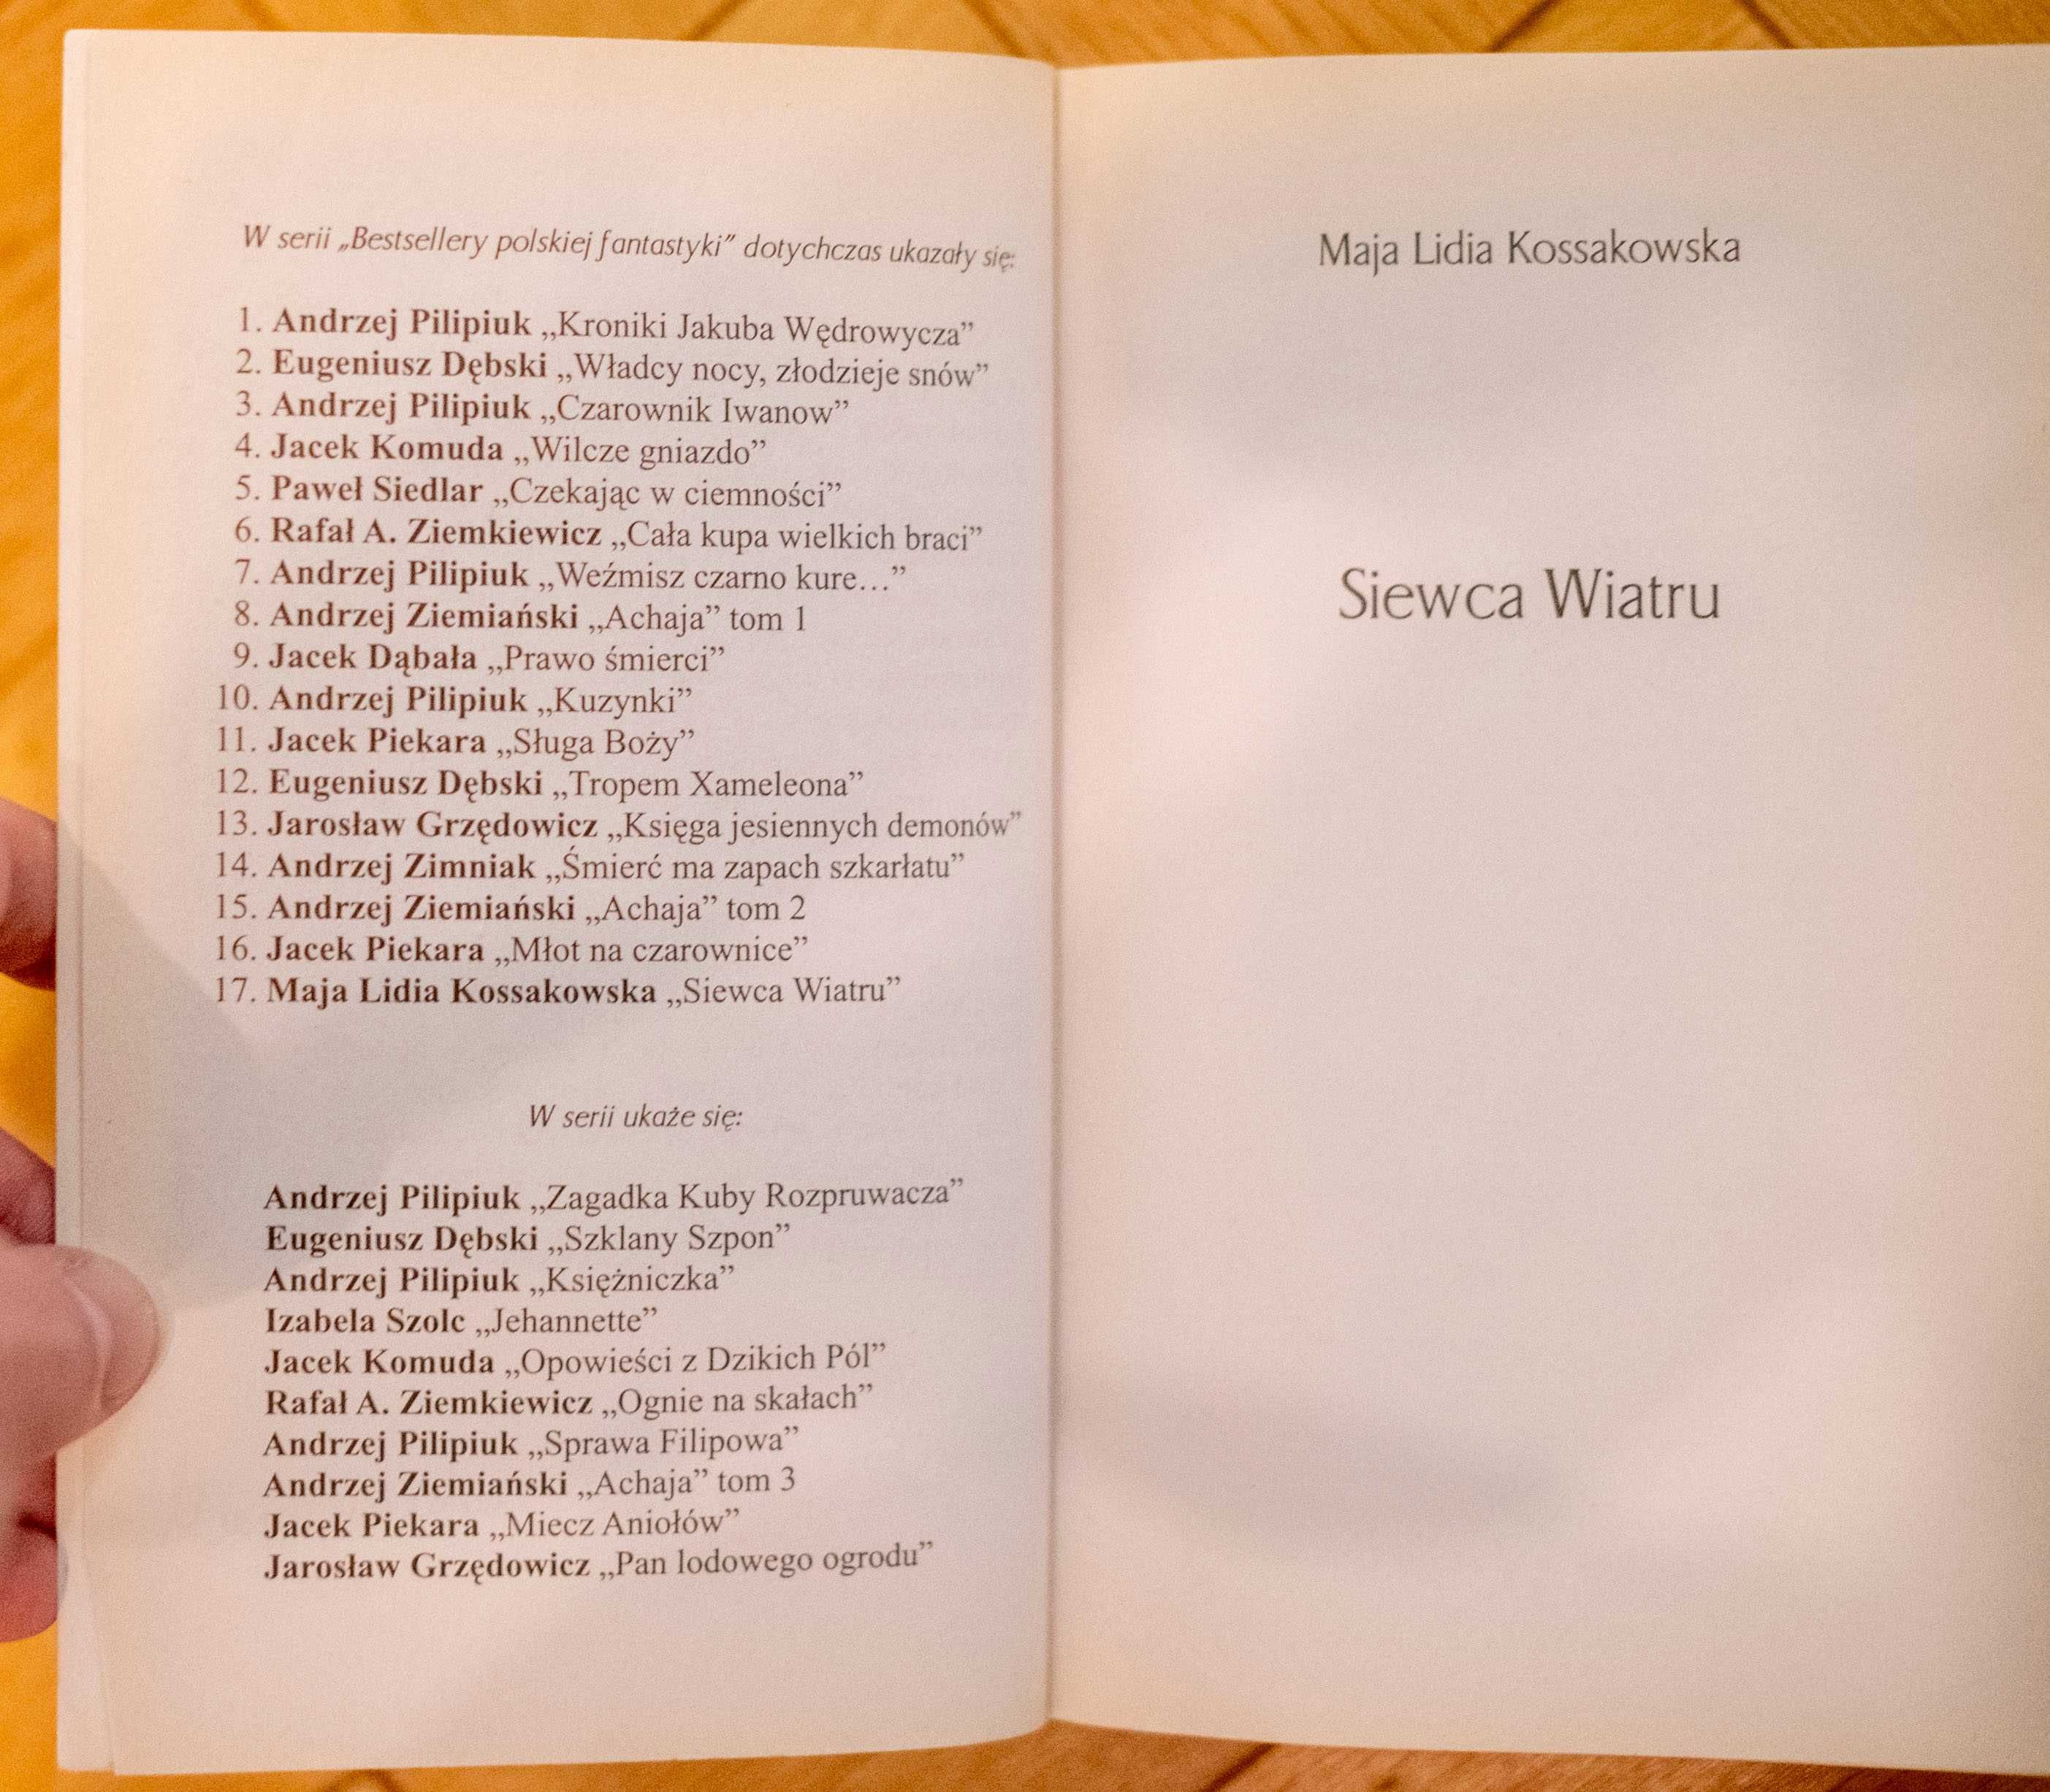 W serii „Bestsellery polskiej fantastyki” dotychczas ukazały się:
1. Andrzej Pilipiuk „Kroniki Jakuba Wędrowycza”
2. Eugeniusz Dębski „Władcy nocy, złodzieje snów”
3. Andrzej Pilipiuk „Czarownik Iwanow”
4. Jacek Komuda „Wilcze gniazdo”
5. Paweł Siedlar „Czekając w ciemności”
6. Rafał A. Ziemkiewicz „Cała kupa wielkich braci”
7. Andrzej Pilipiuk „Weźmisz czarno kure...”
8. Andrzej Ziemiański „Achaja” tom 1
9. Jacek Dąbała „Prawo śmierci”
10. Andrzej Pilipiuk „Kuzynki”
11. Jacek Piekara „Sługa Boży”
12. Eugeniusz Dębski „Tropem Xameleona”
13. Jarosław Grzędowicz „Księga jesiennych demonów”
14. Andrzej Zimniak „Śmierć ma zapach szkarłatu”
15. Andrzej Ziemiański „Achaja” tom 2
16. Jacek Piekara „Młot na czarownice”
17. Maja Lidia Kossakowska „Siewca Wiatru”
W serii ukaże się:
Andrzej Pilipiuk „Zagadka Kuby Rozpruwacza”
Eugeniusz Dębski „Szklany Szpon”
Andrzej Pilipiuk „Księżniczka”
Izabela Szolc „Jehannette”
Jacek Komuda „Opowieści z Dzikich Pól”
Rafał A. Ziemkiewicz „Ognie na skałach”
Andrzej Pilipiuk „Sprawa Filipowa”
Andrzej Ziemiański „Achaja” tom 3
Jacek Piekara „Miecz Aniołów”
Jarosław Grzędowicz „Pan lodowego ogrodu”
Maja Lidia Kossakowska
Siewca Wiatru